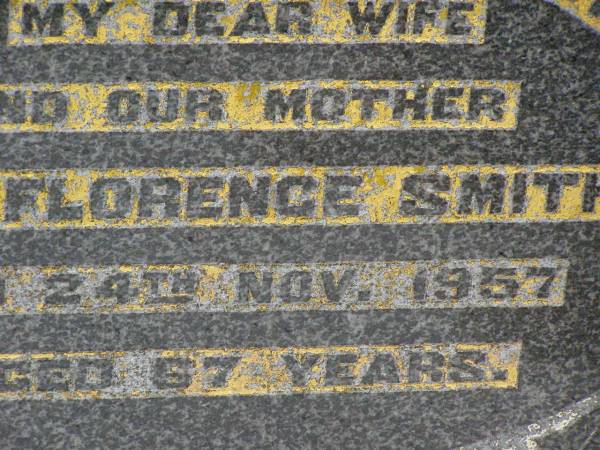 MY DEAR WIFE
ND OUR MOTHER
FLORENCE SMITH
24TH NOV. 1957
GED 67 YEARS.